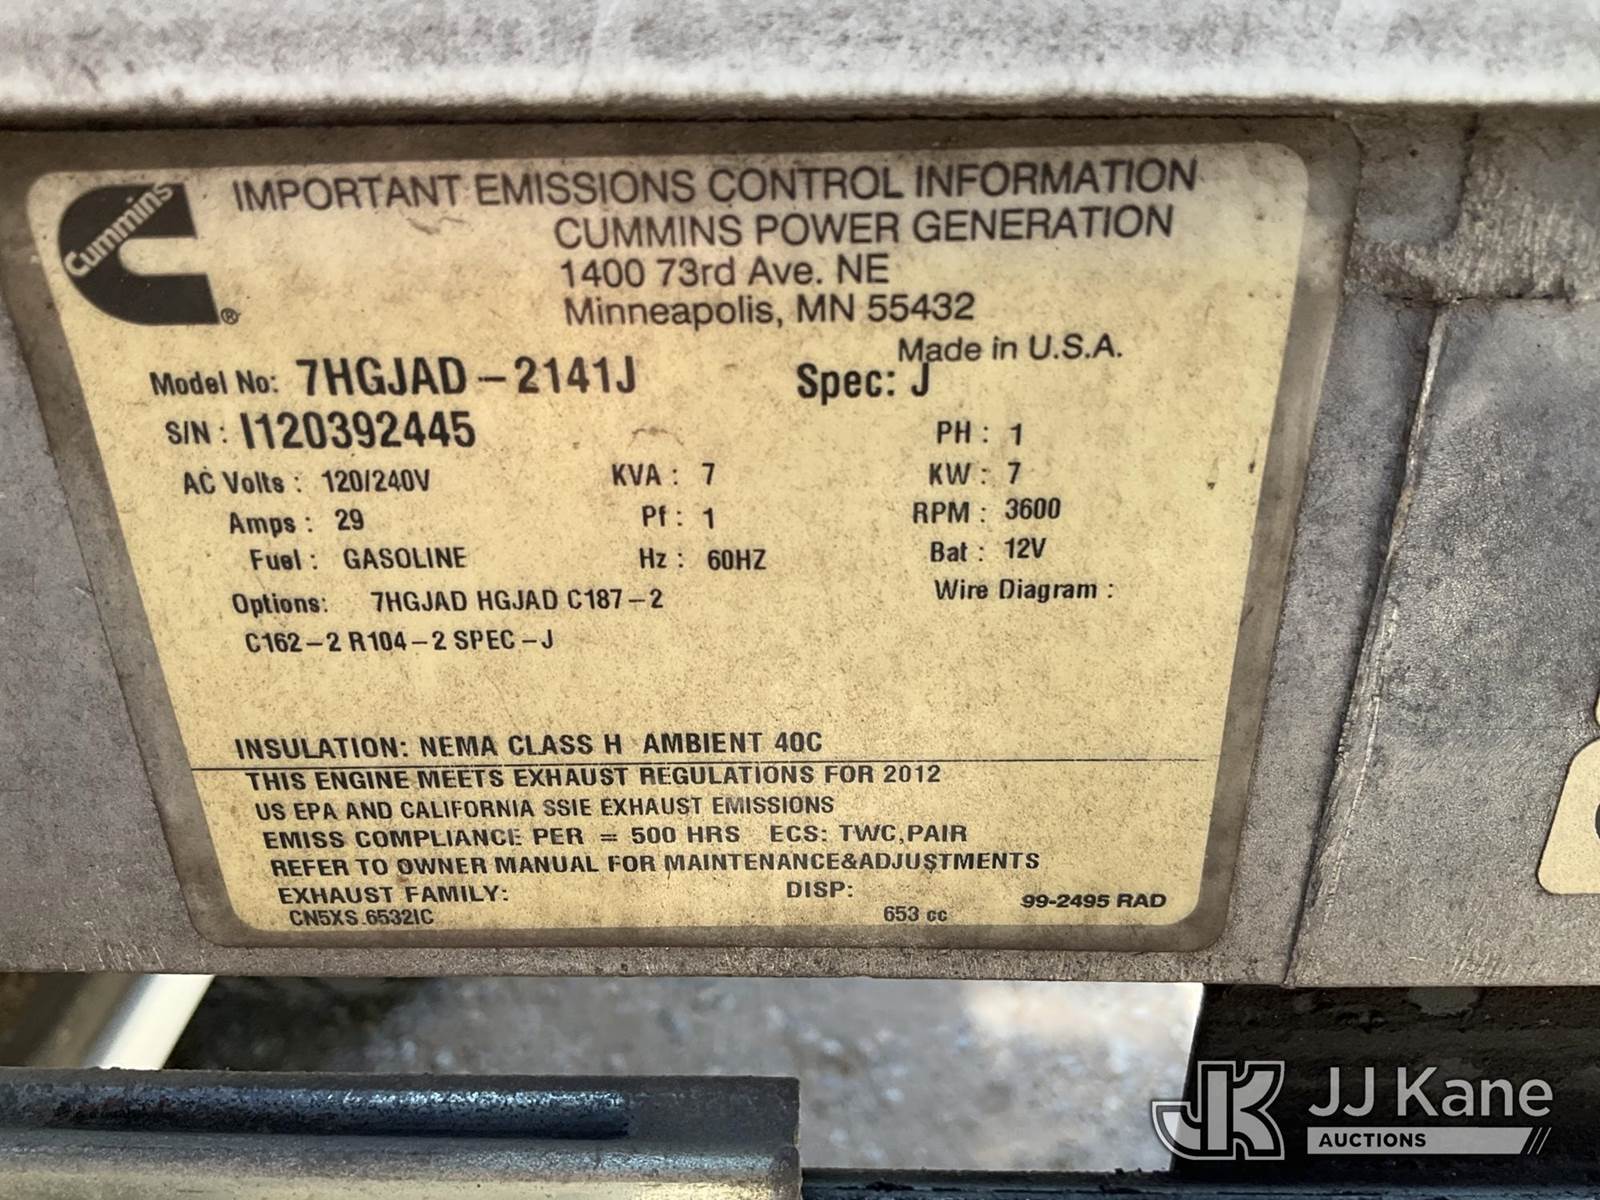 Cummins
®
IMPORTANT EMISSIONS CONTROL INFORMATION
CUMMINS POWER GENERATION
1400 73rd Ave. NE
Minneapolis, MN 55432
Made in U.S.A.
Model No: 7HGJAD-2141J Spec: J
S/N: I120392445 PH: 1
AC Volts: 120/240V KVA: 7 KW: 7
Amps: 29 Pf: 1 RPM: 3600
Fuel: GASOLINE Hz: 60HZ Bat: 12V
Options: 7HGJAD HGJAD C187-2 Wire Diagram:
C162-2 R104-2 SPEC-J
INSULATION: NEMA CLASS H AMBIENT 40C
THIS ENGINE MEETS EXHAUST REGULATIONS FOR 2012
US EPA AND CALIFORNIA SSIE EXHAUST EMISSIONS
EMISS COMPLIANCE PER = 500 HRS ECS: TWC,PAIR
REFER TO OWNER MANUAL FOR MAINTENANCE&ADJUSTMENTS
EXHAUST FAMILY: DISP:
CN5XS.6532IC 653 cc 99-2495 RAD
JK JJ Kane
AUCTIONS